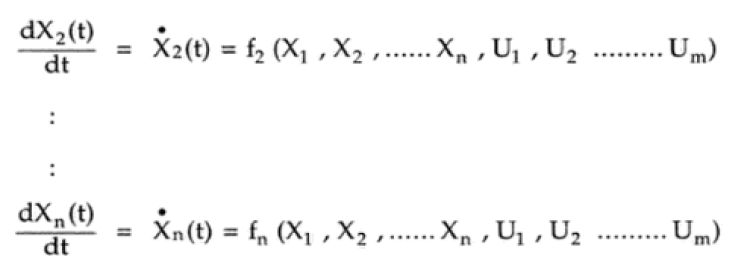 dX₂(t)/dt = Ẋ₂(t) = f₂ (X₁ , X₂ ,...... Xₙ , U₁ , U₂ ......... Uₘ)
:
:
dXₙ(t)/dt = Ẋₙ(t) = fₙ (X₁ , X₂ ,...... Xₙ , U₁ , U₂ ......... Uₘ)